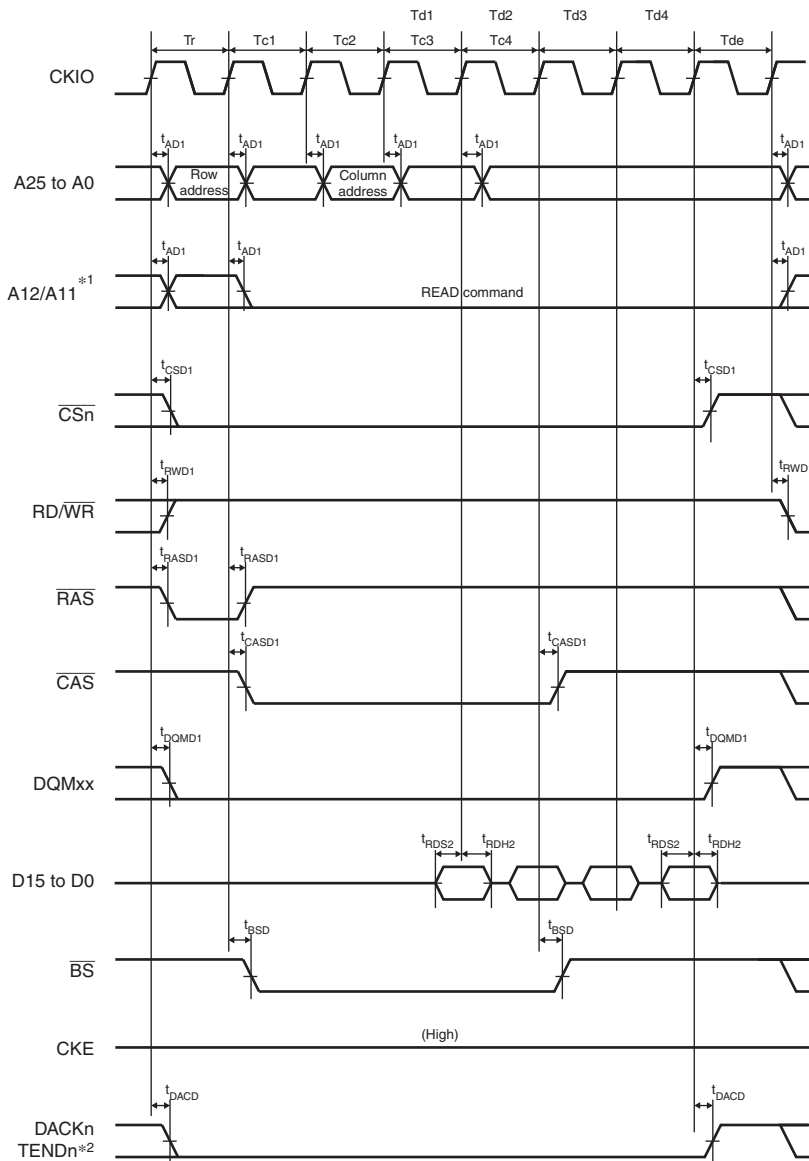 Td1 Td2 Td3 Td4
Tr Tc1 Tc2 Tc3 Tc4 Tde
CKIO
tAD1 tAD1 tAD1 tAD1 tAD1 tAD1
A25 to A0
Row
address
Column
address
tAD1 tAD1 tAD1
A12/A11*1
READ command
tCSD1 tCSD1
CSn
tRWD1 tRWD
RD/WR
tRASD1 tRASD1
RAS
tCASD1 tCASD1
CAS
tDQMD1 tDQMD1
DQMxx
tRDS2 tRDH2 tRDS2 tRDH2
D15 to D0
tBSD tBSD
BS
(High)
CKE
tDACD tDACD
DACKn
TENDn*2